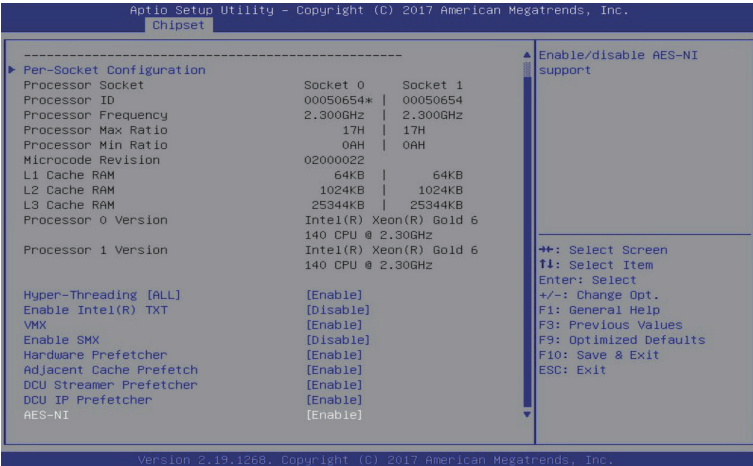 Aptio Setup Utility – Copyright (C) 2017 American Megatrends, Inc.
Chipset
------------------------------------------------
Per-Socket Configuration
Processor Socket Socket 0 Socket 1
Processor ID 00050654* | 00050654
Processor Frequency 2.300GHz | 2.300GHz
Processor Max Ratio 17H | 17H
Processor Min Ratio 0AH | 0AH
Microcode Revision 02000022
L1 Cache RAM 64KB | 64KB
L2 Cache RAM 1024KB | 1024KB
L3 Cache RAM 25344KB | 25344KB
Processor 0 Version Intel(R) Xeon(R) Gold 6
140 CPU @ 2.30GHz
Processor 1 Version Intel(R) Xeon(R) Gold 6
140 CPU @ 2.30GHz
Hyper-Threading [ALL] [Enable]
Enable Intel(R) TXT [Disable]
VMX [Enable]
Enable SMX [Disable]
Hardware Prefetcher [Enable]
Adjacent Cache Prefetch [Enable]
DCU Streamer Prefetcher [Enable]
DCU IP Prefetcher [Enable]
AES-NI [Enable]
Enable/disable AES-NI
support
→←: Select Screen
↑↓: Select Item
Enter: Select
+/-: Change Opt.
F1: General Help
F3: Previous Values
F9: Optimized Defaults
F10: Save & Exit
ESC: Exit
Version 2.19.1268. Copyright (C) 2017 American Megatrends, Inc.